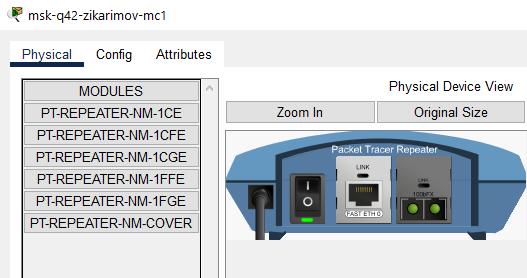 msk-q42-zikarimov-mc1
Physical Config Attributes
MODULES
PT-REPEATER-NM-1CE
PT-REPEATER-NM-1CFE
PT-REPEATER-NM-1CGE
PT-REPEATER-NM-1FFE
PT-REPEATER-NM-1FGE
PT-REPEATER-NM-COVER
Physical Device View
Zoom In Original Size
Packet Tracer Repeater
LINK
FAST ETH 0
LINK
100bFX